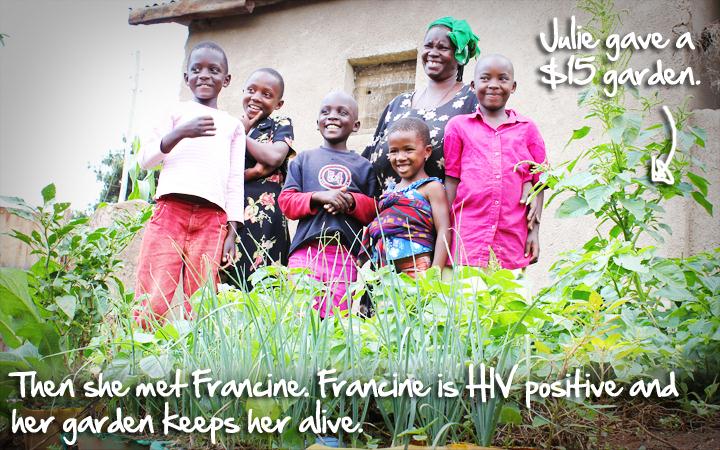 Julie gave a
$15 garden.
Then she met Francine. Francine is HIV positive and
her garden keeps her alive.